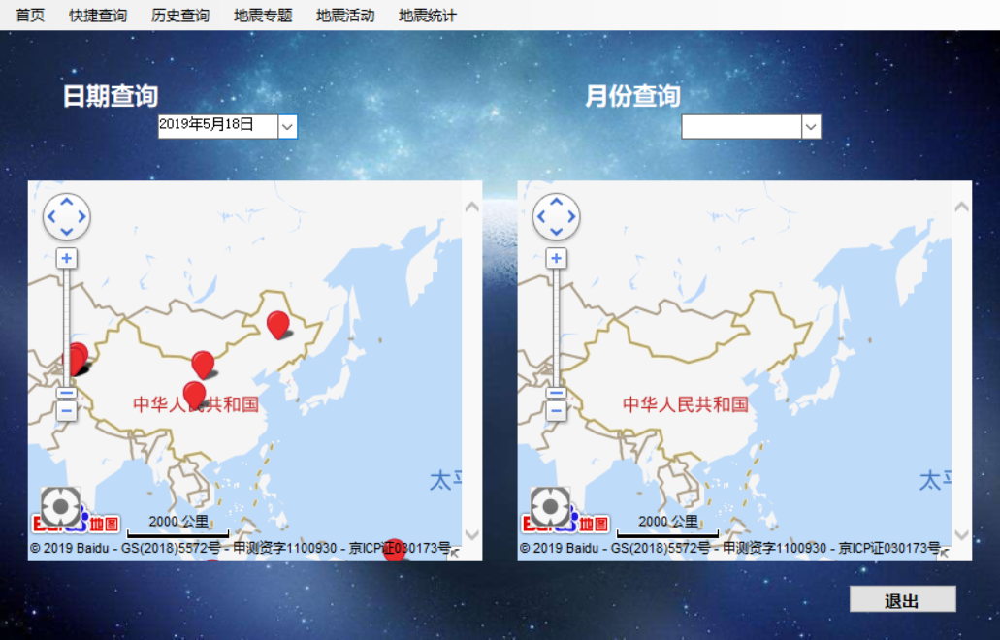 首页 快捷查询 历史查询 地震专题 地震活动 地震统计
日期查询
2019年5月18日
月份查询
中华人民共和国
太平
2000 公里
地图
© 2019 Baidu - GS(2018)5572号 - 甲测资字1100930 - 京ICP证030173号
中华人民共和国
太平
2000 公里
地图
© 2019 Baidu - GS(2018)5572号 - 甲测资字1100930 - 京ICP证030173号
退出